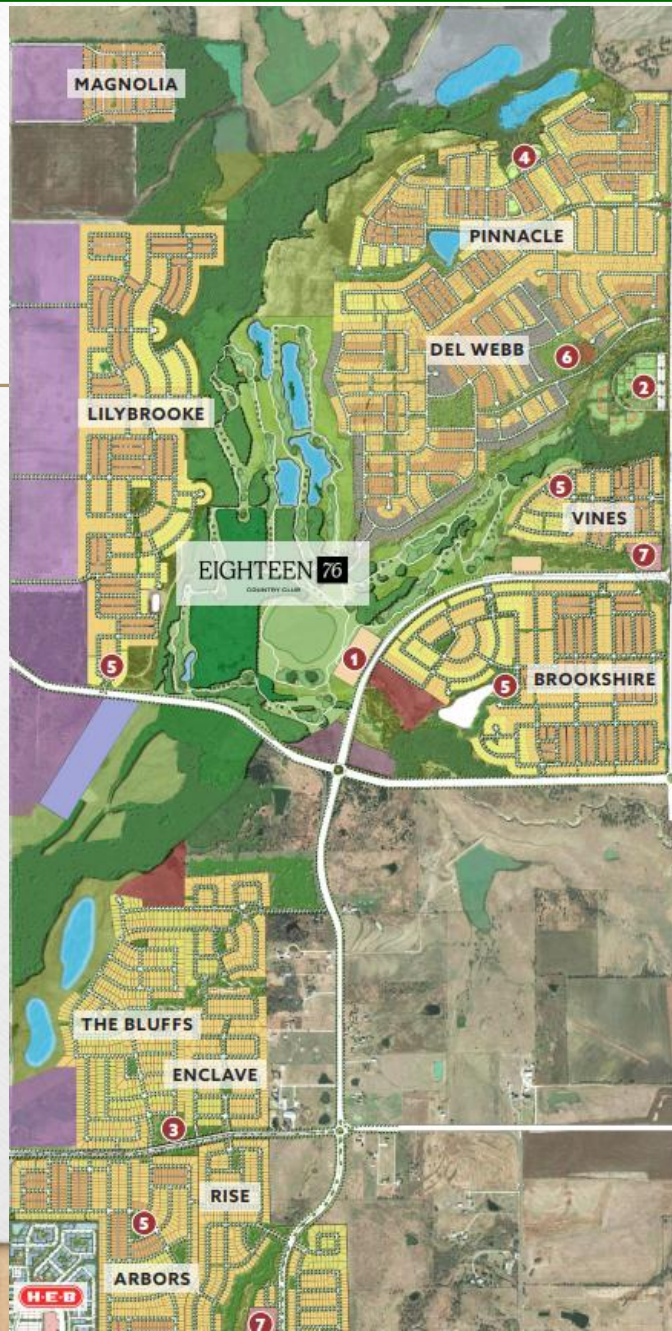 MAGNOLIA
4
PINNACLE
DEL WEBB
6
2
LILYBROOKE
5
VINES
EIGHTEEN 76
COUNTRY CLUB
7
1
5
5
BROOKSHIRE
THE BLUFFS
ENCLAVE
3
RISE
5
ARBORS
H-E-B
7